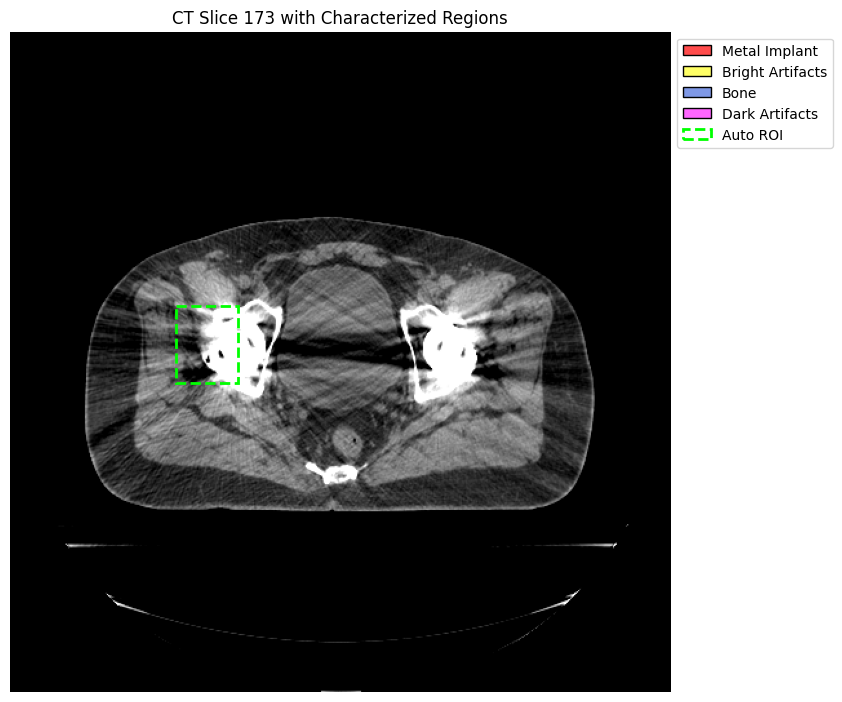 CT Slice 173 with Characterized Regions
Metal Implant
Bright Artifacts
Bone
Dark Artifacts
Auto ROI